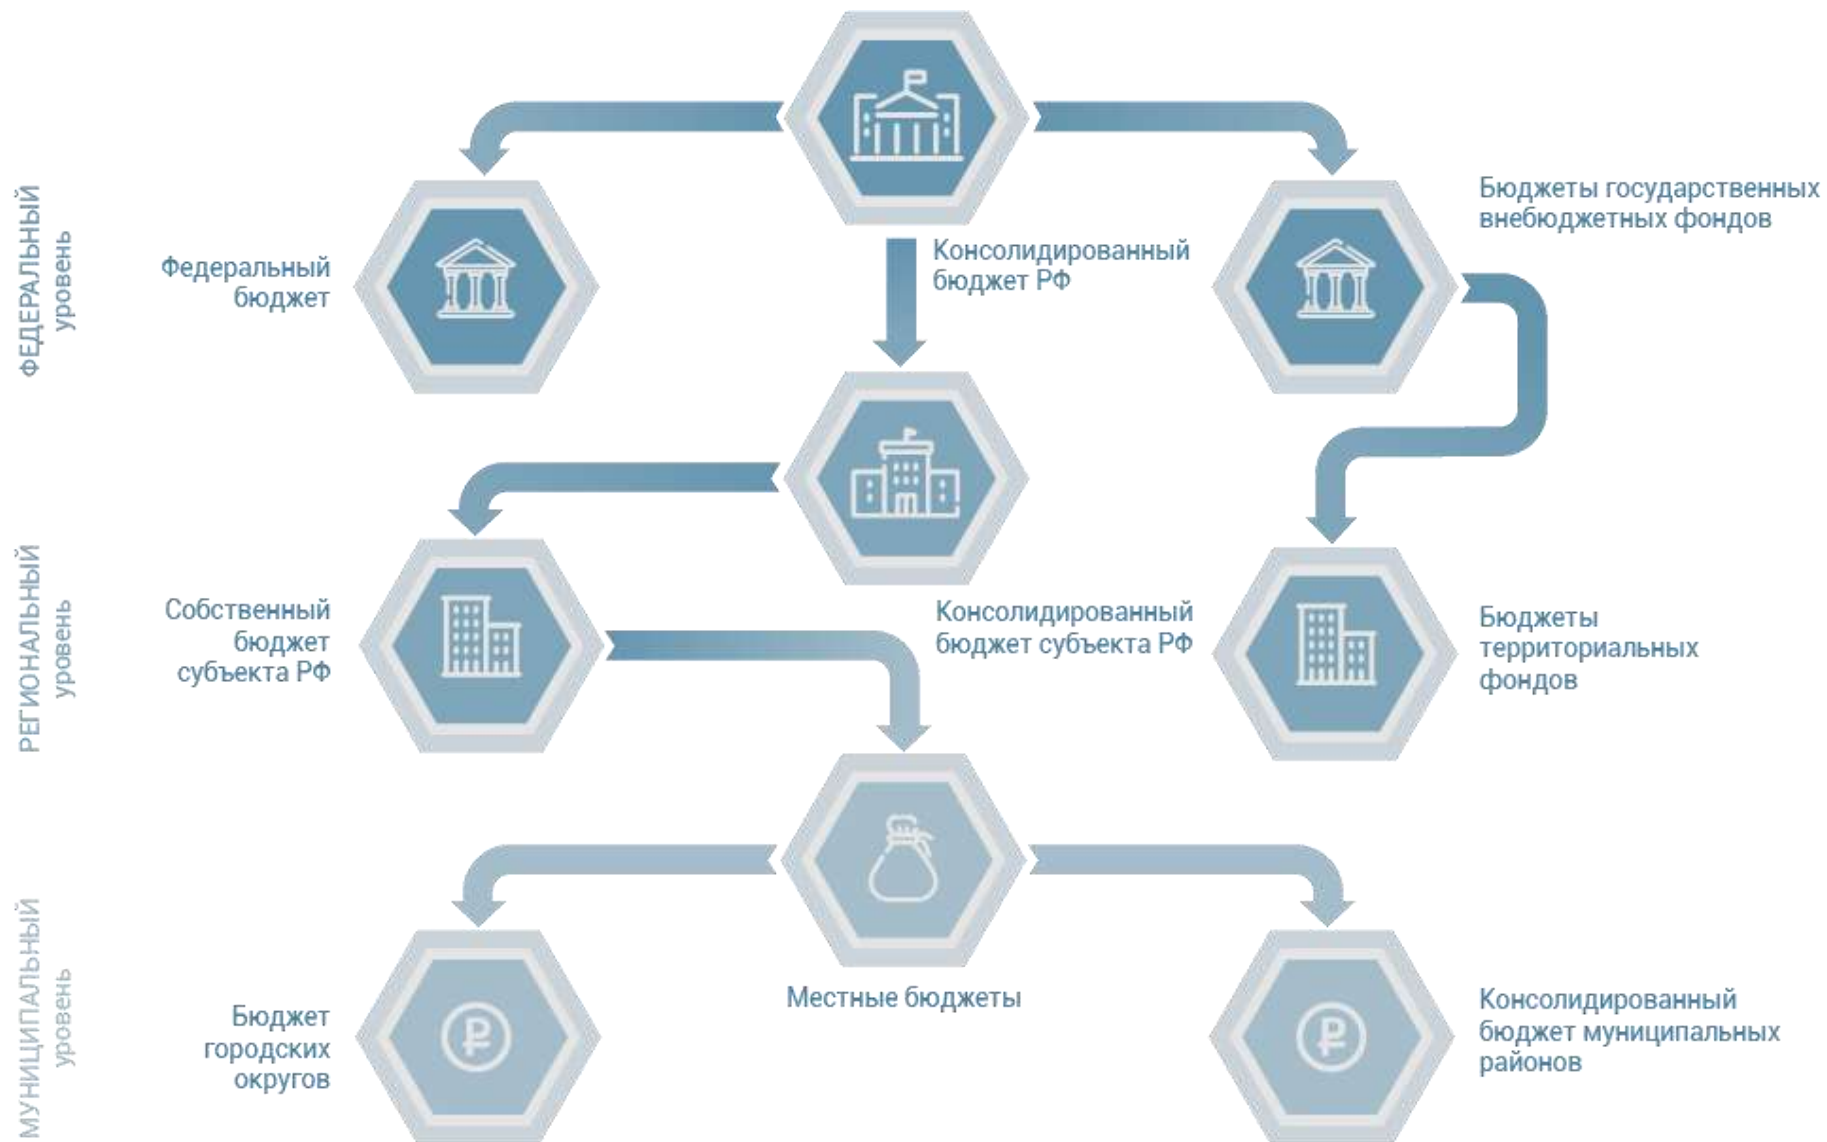 ФЕДЕРАЛЬНЫЙ
уровень
Федеральный
бюджет
Консолидированный
бюджет РФ
Бюджеты государственных
внебюджетных фондов
РЕГИОНАЛЬНЫЙ
уровень
Собственный
бюджет
субъекта РФ
Консолидированный
бюджет субъекта РФ
Бюджеты
территориальных
фондов
МУНИЦИПАЛЬНЫЙ
уровень
Бюджет
городских
округов
Местные бюджеты
Консолидированный
бюджет муниципальных
районов